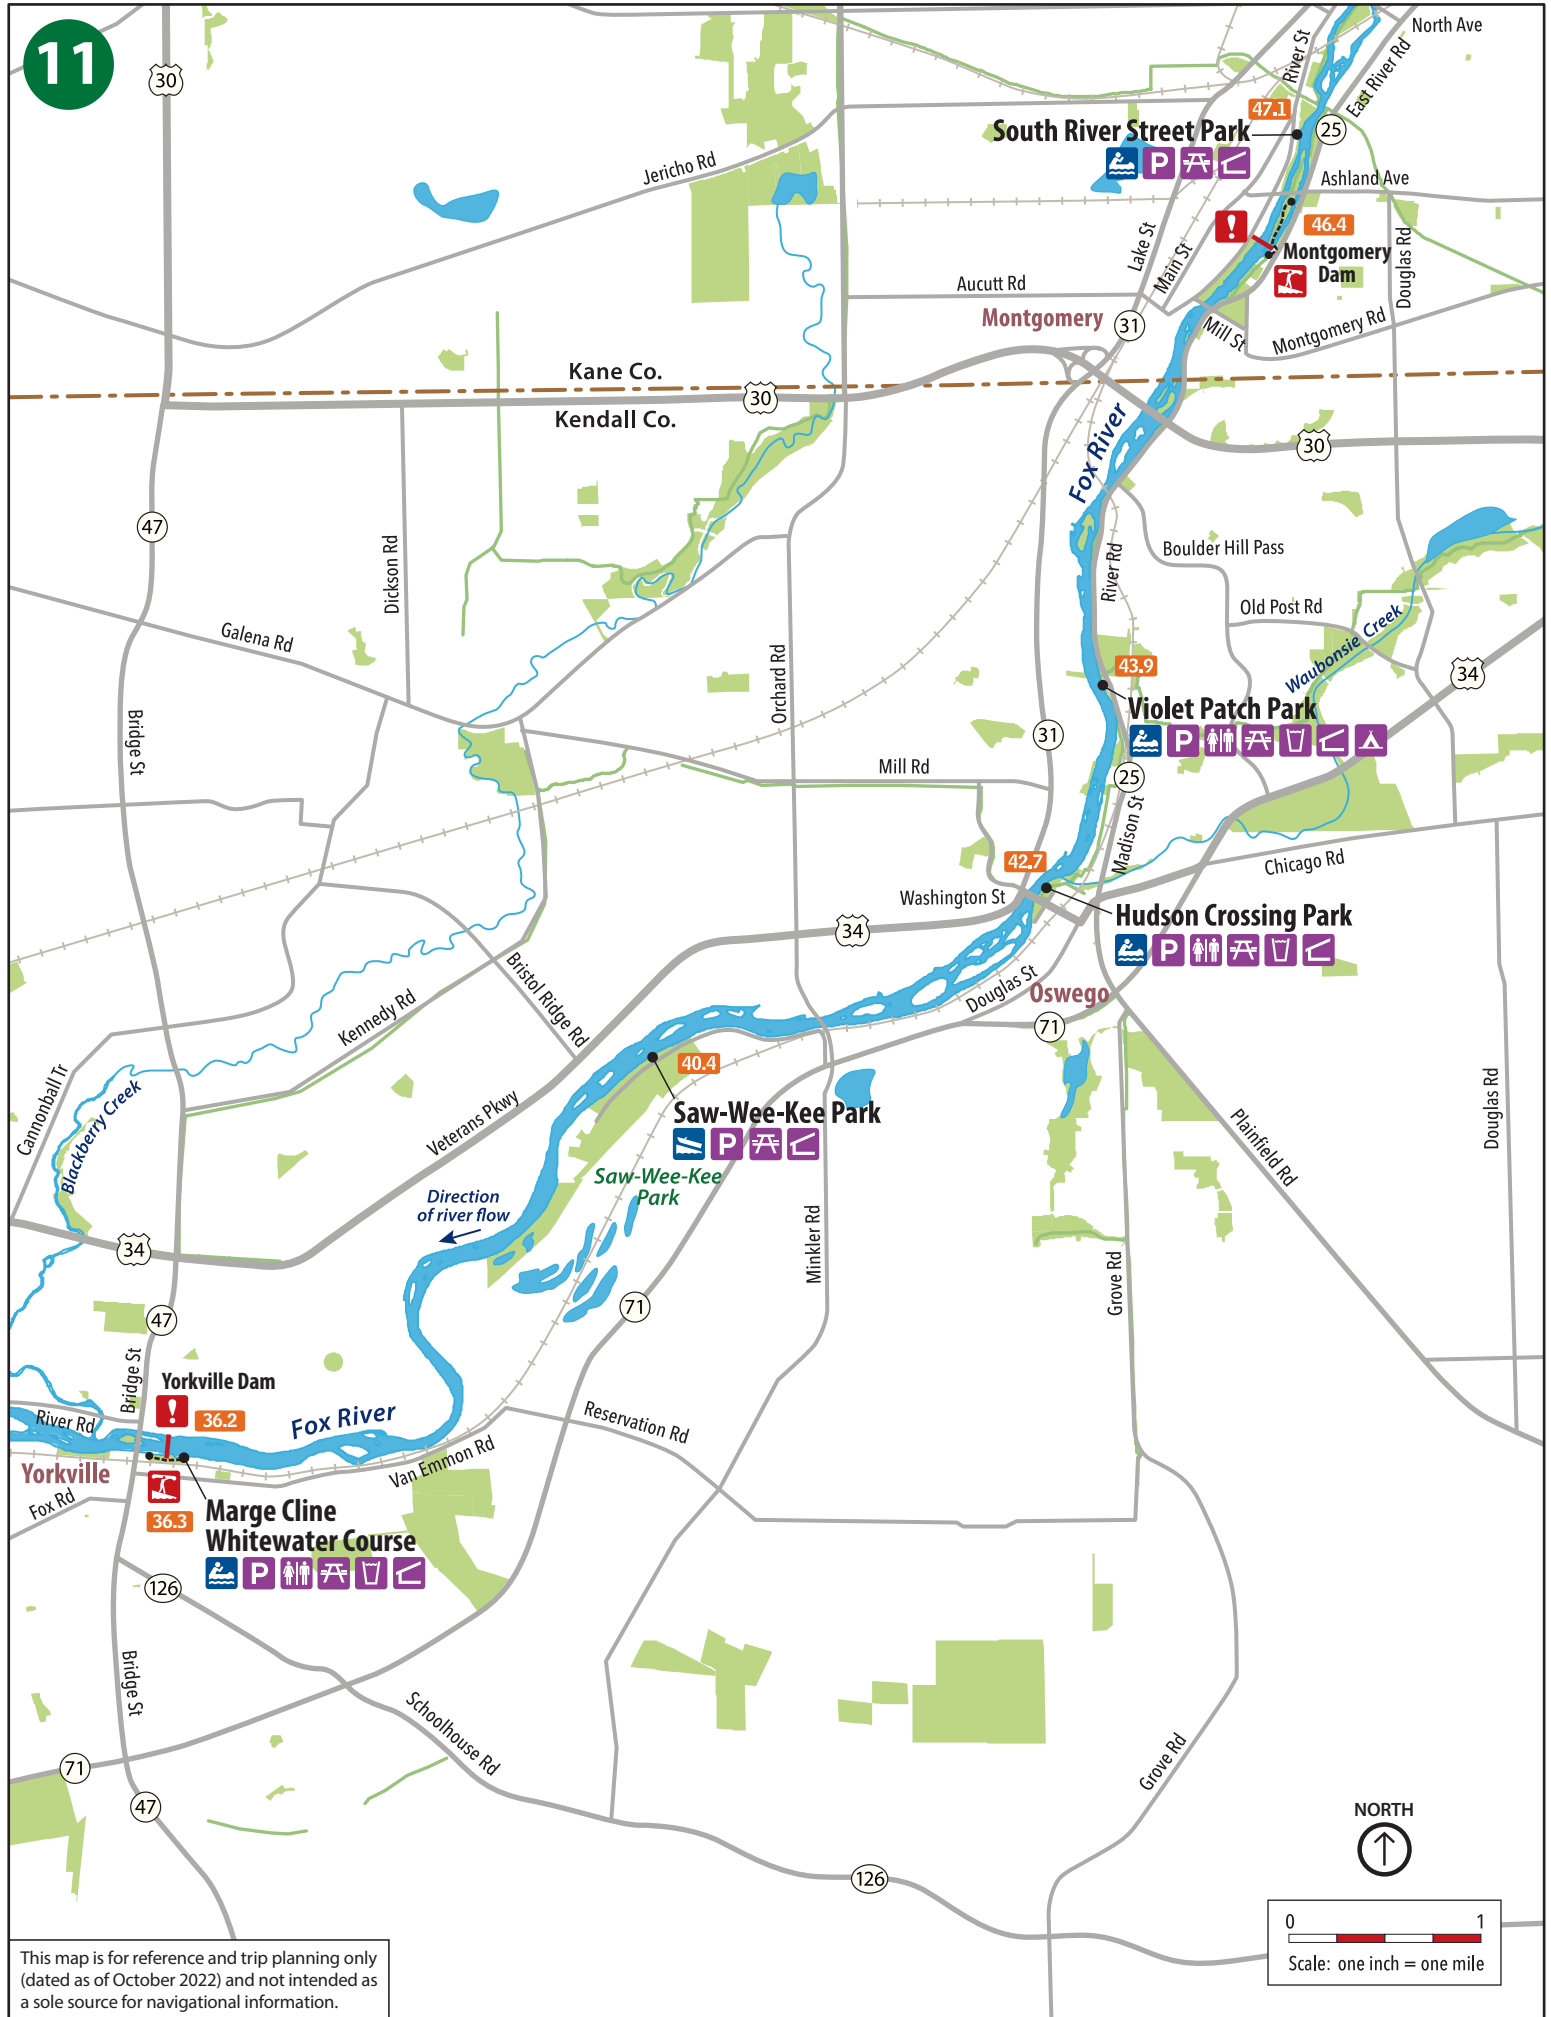 11
30
North Ave
River St
East River Rd
47.1
South River Street Park
25
P
Jericho Rd
Ashland Ave
!
46.4
Lake St
Main St
Douglas Rd
Montgomery
Dam
Aucutt Rd
Montgomery
31
Mill St
Montgomery Rd
Kane Co.
30
Kendall Co.
Fox River
30
47
Dickson Rd
Boulder Hill Pass
River Rd
Old Post Rd
Waubonsie Creek
Galena Rd
Orchard Rd
43.9
34
Violet Patch Park
P
Bridge St
31
Mill Rd
25
Madison St
42.7
Chicago Rd
Washington St
Hudson Crossing Park
P
34
Bristol Ridge Rd
Douglas St
Oswego
Kennedy Rd
71
40.4
Cannonball Tr
Blackberry Creek
Veterans Pkwy
Saw-Wee-Kee Park
P
Douglas Rd
Plainfield Rd
Saw-Wee-Kee
Park
Direction
of river flow
Minkler Rd
34
Grove Rd
47
71
Bridge St
Yorkville Dam
!
36.2
Fox River
River Rd
Reservation Rd
Van Emmon Rd
Yorkville
Fox Rd
36.3
Marge Cline
Whitewater Course
P
126
Bridge St
Schoolhouse Rd
Grove Rd
71
47
NORTH
126
0 1
Scale: one inch = one mile
This map is for reference and trip planning only
(dated as of October 2022) and not intended as
a sole source for navigational information.